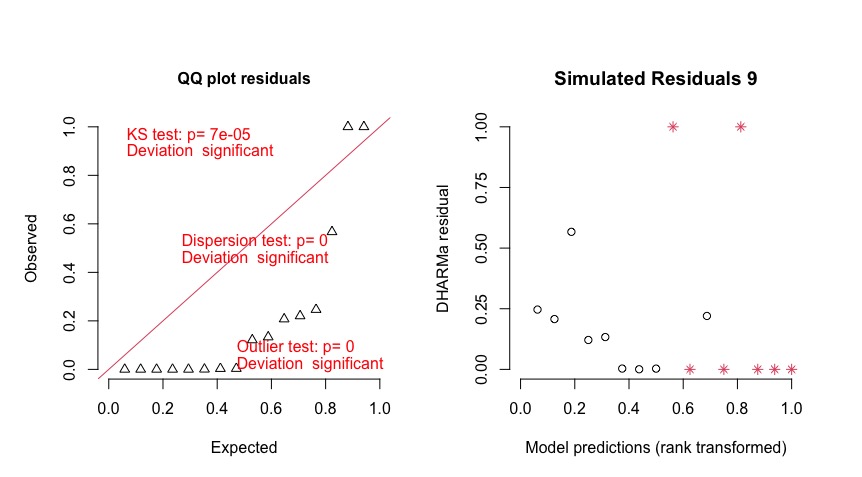 QQ plot residuals
KS test: p= 7e-05
Deviation  significant
Dispersion test: p= 0
Deviation  significant
Outlier test: p= 0
Deviation  significant
Observed
1.0
0.8
0.6
0.4
0.2
0.0
0.0 0.2 0.4 0.6 0.8 1.0
Expected
Simulated Residuals 9
DHARMa residual
1.00
0.75
0.50
0.25
0.00
0.0 0.2 0.4 0.6 0.8 1.0
Model predictions (rank transformed)